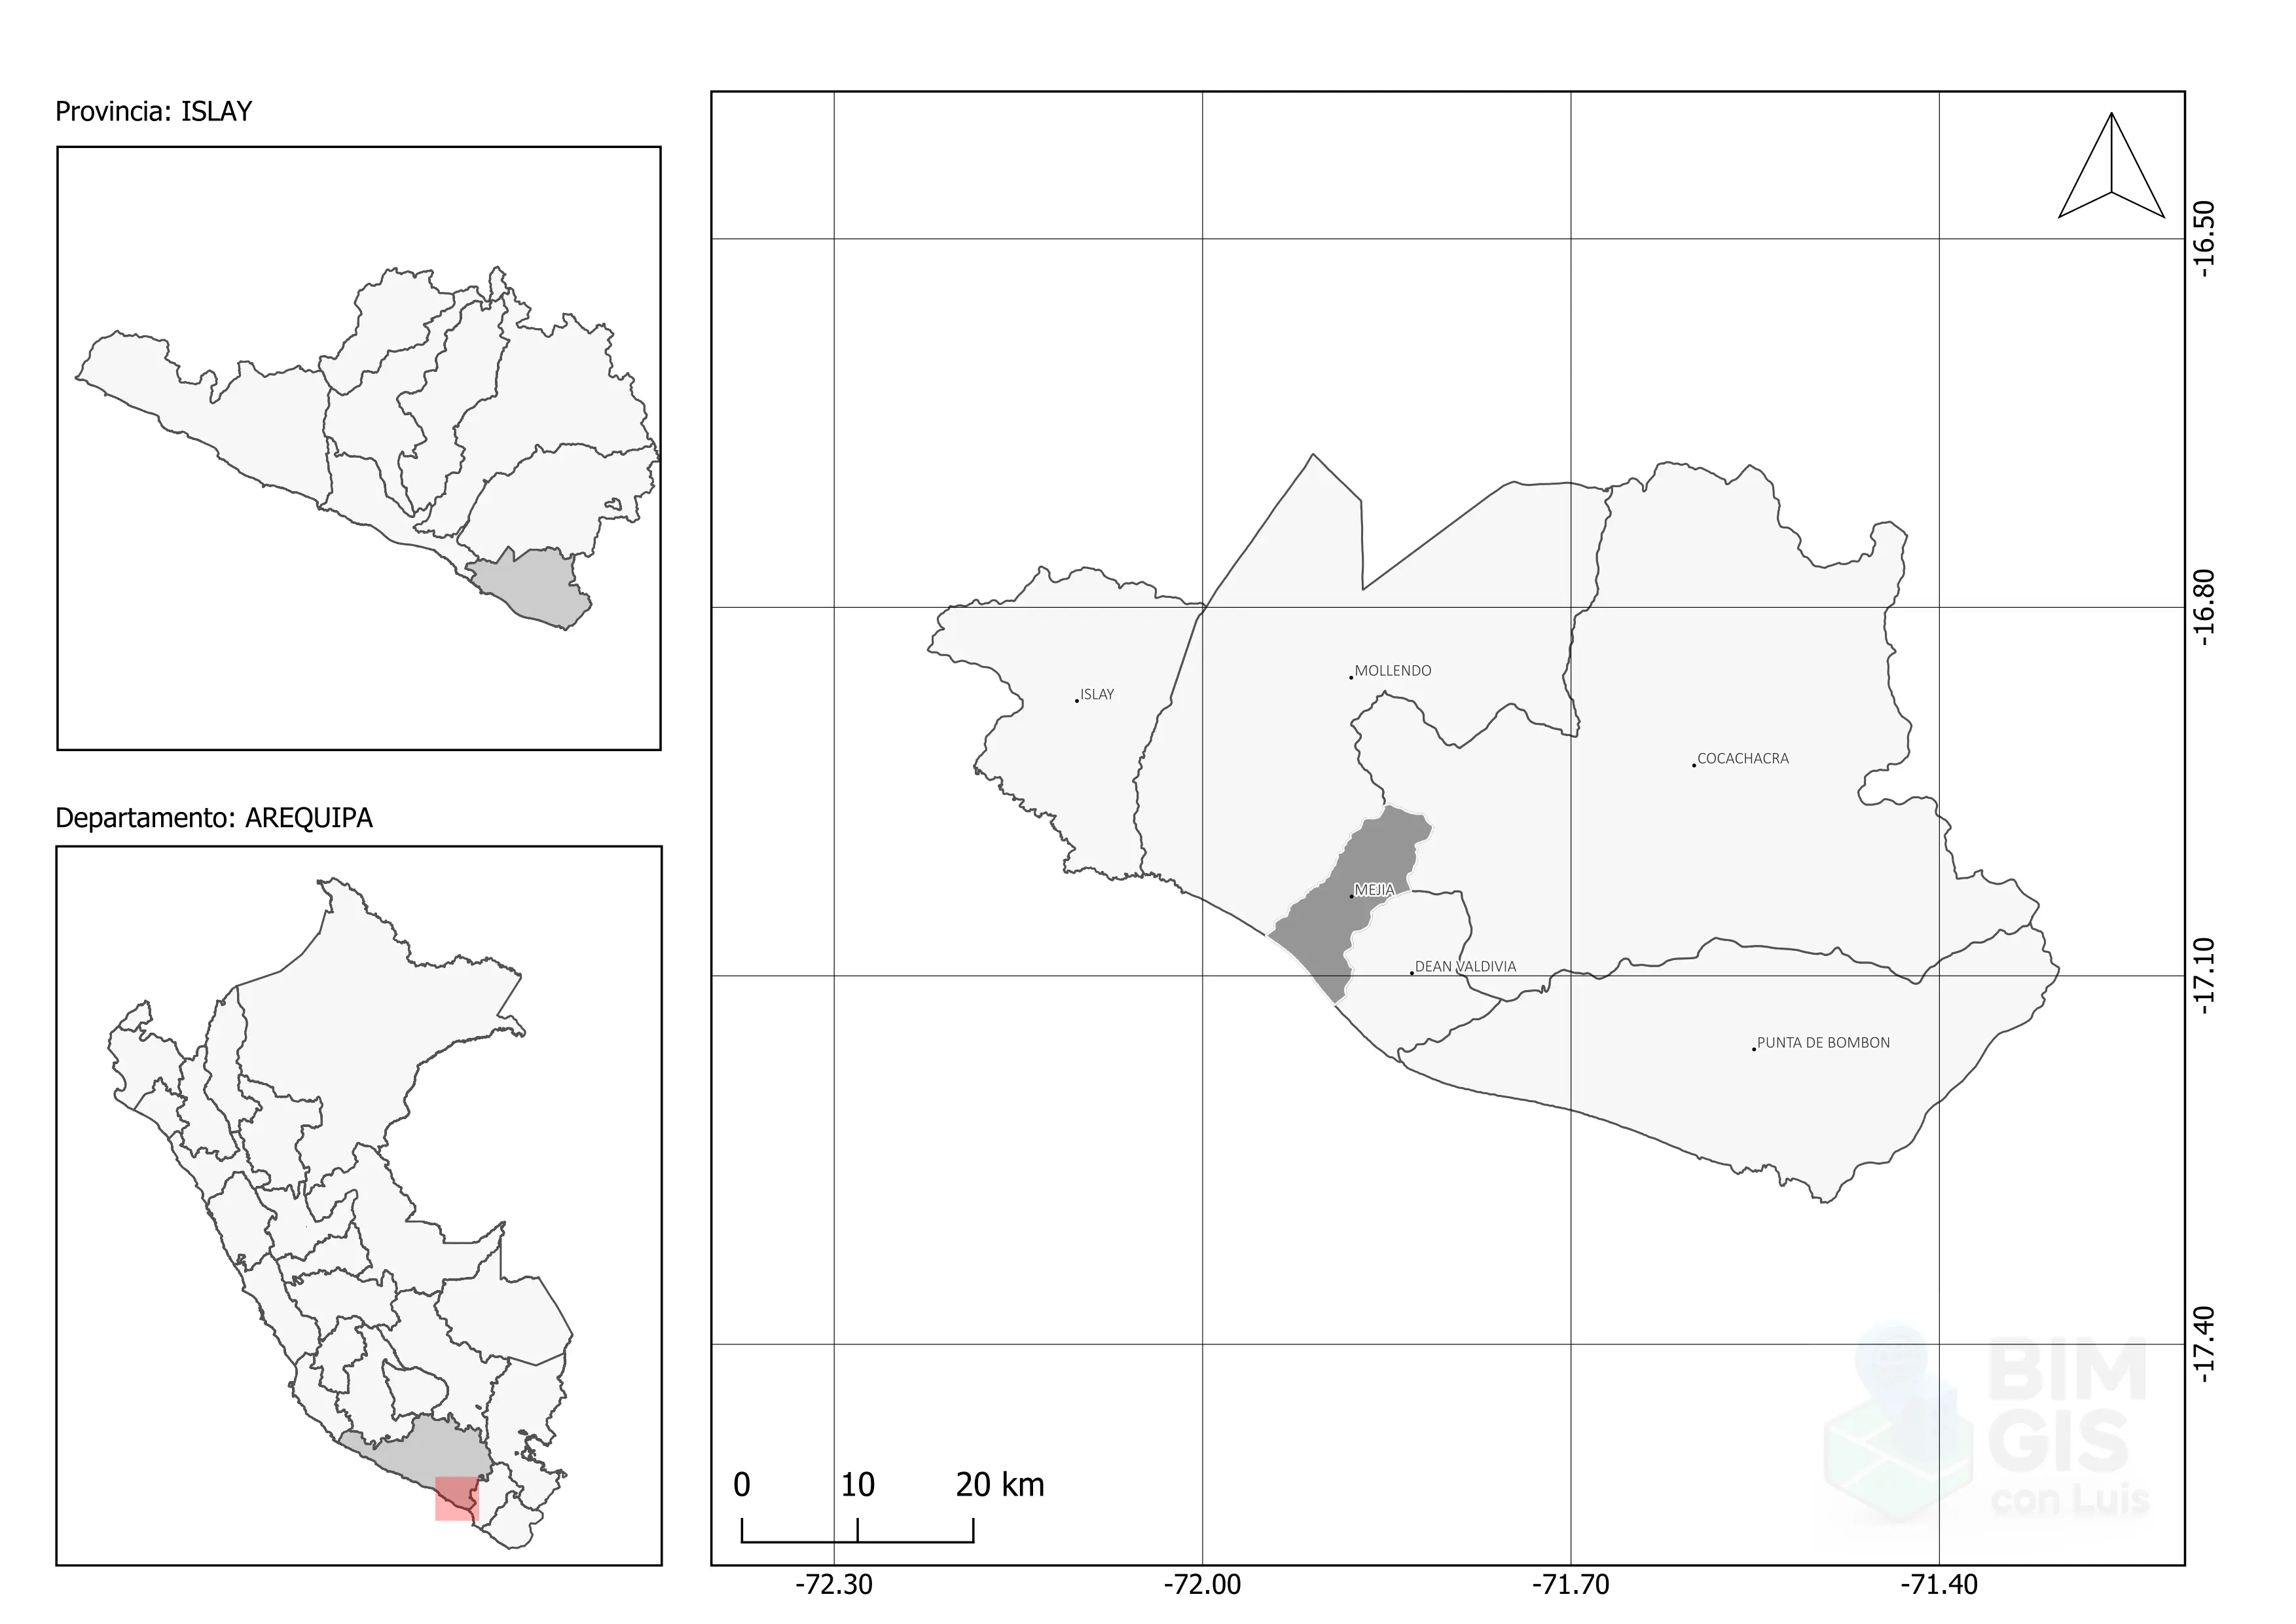 Provincia: ISLAY
Departamento: AREQUIPA
-16.50
-16.80
-17.10
-17.40
MOLLENDO
ISLAY
COCACHACRA
MEJIA
DEAN VALDIVIA
PUNTA DE BOMBON
BIM
GIS
con Luis
0 10 20 km
-72.30 -72.00 -71.70 -71.40